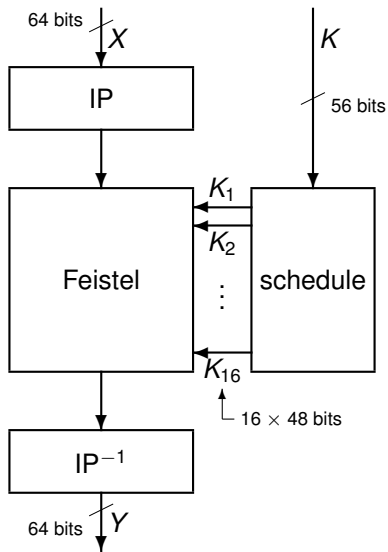 64 bits
X
K
IP
56 bits
K₁
K₂
Feistel
⋮
schedule
K₁₆
16 × 48 bits
IP⁻¹
64 bits
Y